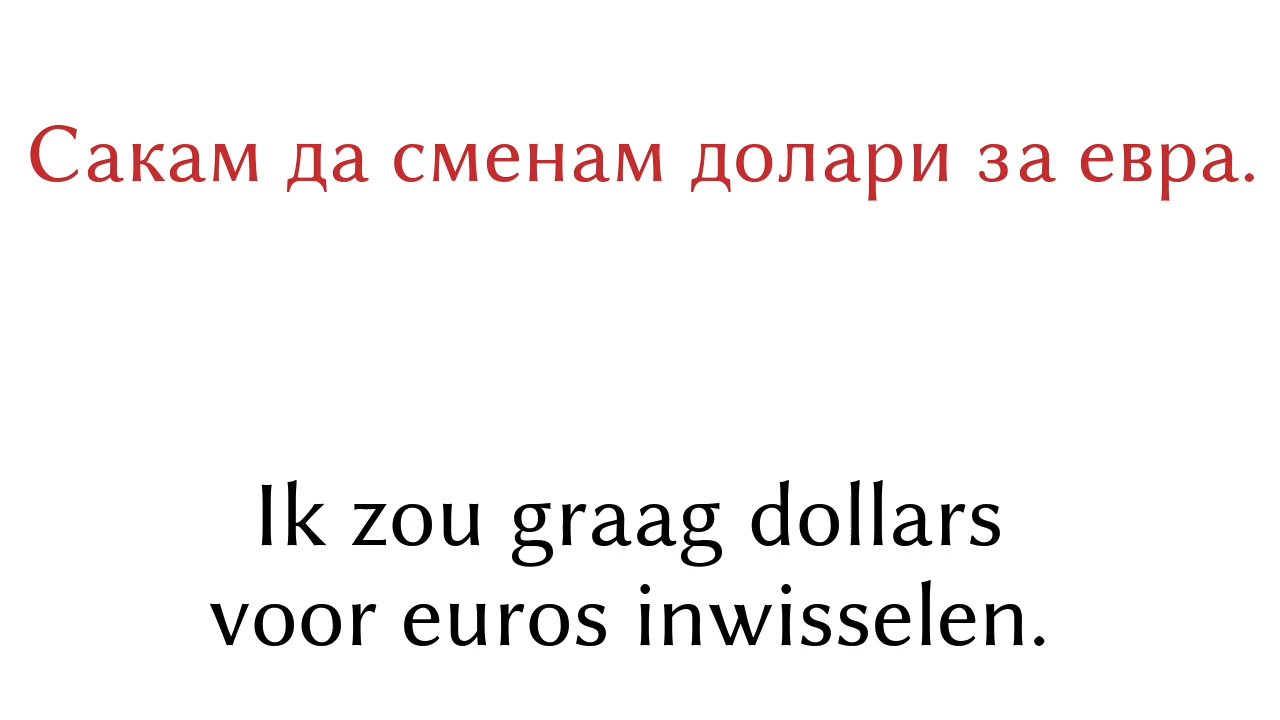 Сакам да сменам долари за евра.
Ik zou graag dollars
voor euros inwisselen.